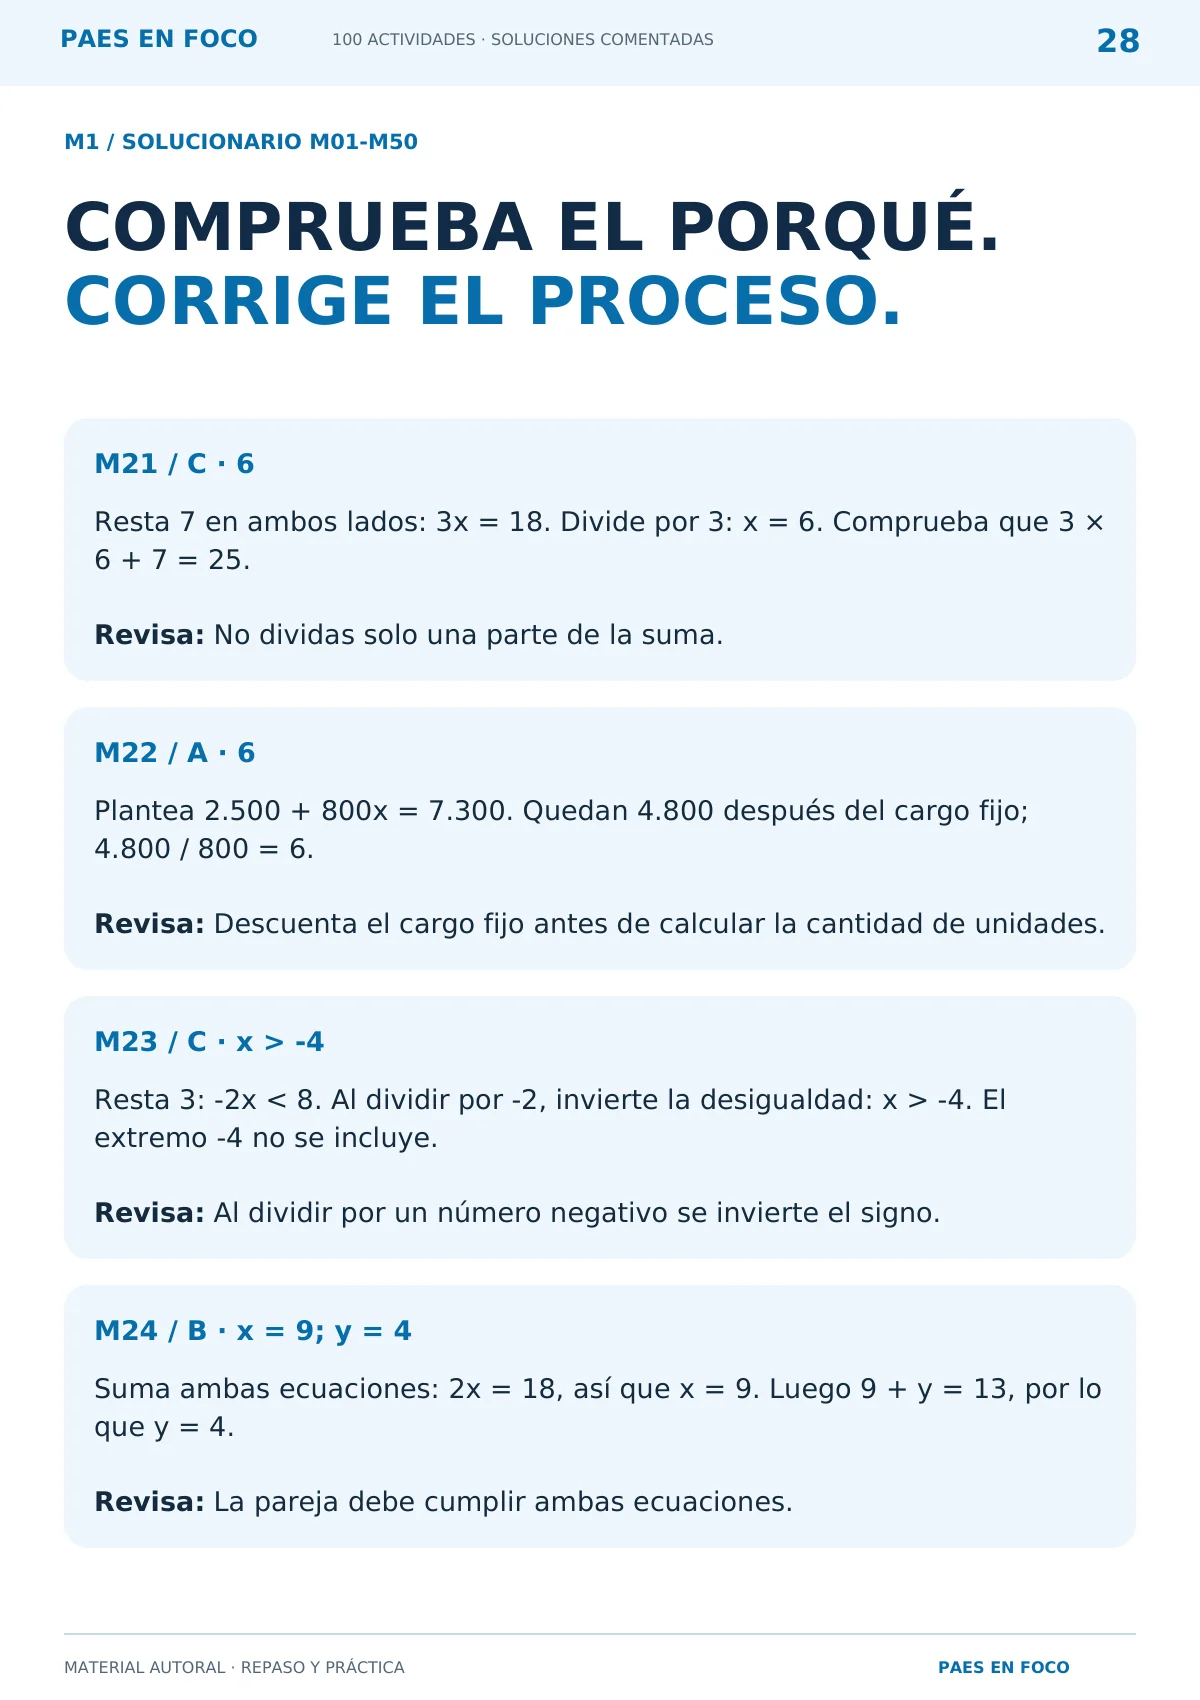 PAES EN FOCO
100 ACTIVIDADES · SOLUCIONES COMENTADAS
28
M1 / SOLUCIONARIO M01-M50
COMPRUEBA EL PORQUÉ.
CORRIGE EL PROCESO.
M21 / C · 6
Resta 7 en ambos lados: 3x = 18. Divide por 3: x = 6. Comprueba que 3 ×
6 + 7 = 25.
Revisa: No dividas solo una parte de la suma.
M22 / A · 6
Plantea 2.500 + 800x = 7.300. Quedan 4.800 después del cargo fijo;
4.800 / 800 = 6.
Revisa: Descuenta el cargo fijo antes de calcular la cantidad de unidades.
M23 / C · x > -4
Resta 3: -2x < 8. Al dividir por -2, invierte la desigualdad: x > -4. El
extremo -4 no se incluye.
Revisa: Al dividir por un número negativo se invierte el signo.
M24 / B · x = 9; y = 4
Suma ambas ecuaciones: 2x = 18, así que x = 9. Luego 9 + y = 13, por lo
que y = 4.
Revisa: La pareja debe cumplir ambas ecuaciones.
MATERIAL AUTORAL · REPASO Y PRÁCTICA
PAES EN FOCO